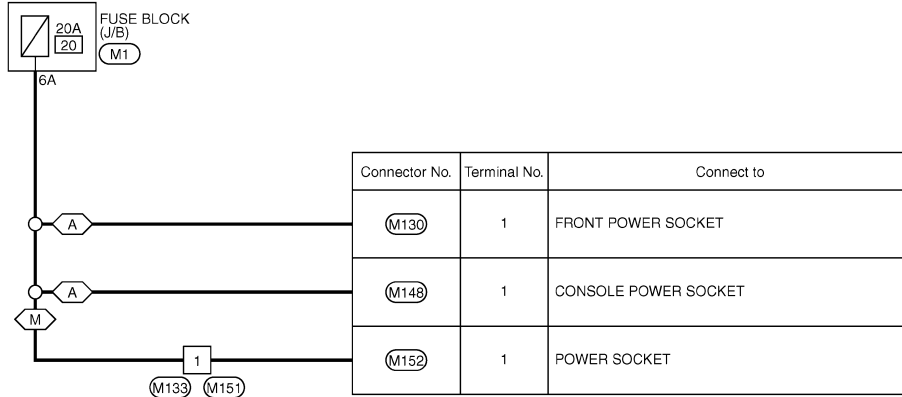 20A
20
FUSE BLOCK
(J/B)
M1
6A
Connector No. Terminal No. Connect to
A M130 1 FRONT POWER SOCKET
A M148 1 CONSOLE POWER SOCKET
M
1 M152 1 POWER SOCKET
M133 M151